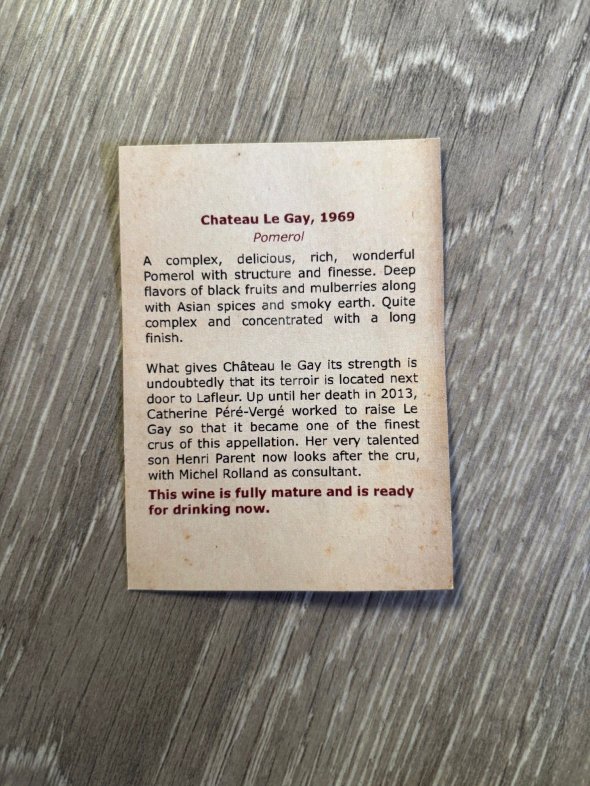 Chateau Le Gay, 1969
Pomerol
A complex, delicious, rich, wonderful
Pomerol with structure and finesse. Deep
flavors of black fruits and mulberries along
with Asian spices and smoky earth. Quite
complex and concentrated with a long
finish.
What gives Château le Gay its strength is
undoubtedly that its terroir is located next
door to Lafleur. Up until her death in 2013,
Catherine Péré-Vergé worked to raise Le
Gay so that it became one of the finest
crus of this appellation. Her very talented
son Henri Parent now looks after the cru,
with Michel Rolland as consultant.
This wine is fully mature and is ready
for drinking now.